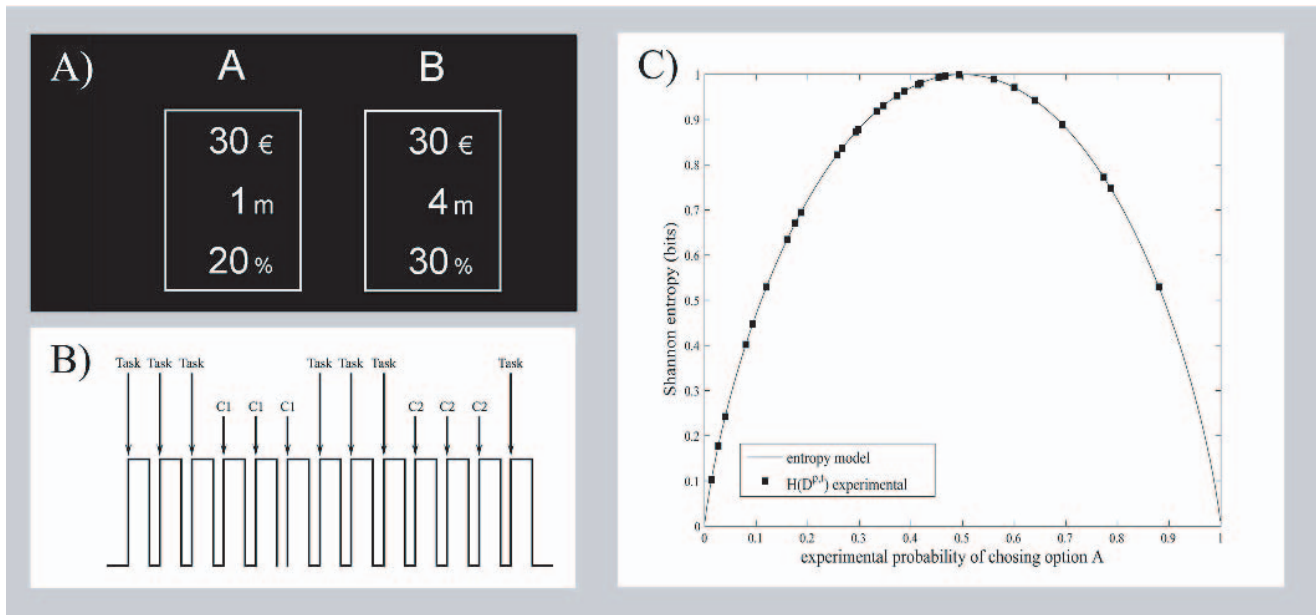 A)
A B
30 € 30 €
1 m 4 m
20 % 30 %
B)
Task Task Task Task Task Task Task
C1 C1 C1 C2 C2 C2
C)
1
0.9
0.8
0.7
0.6
0.5
0.4
0.3
0.2
0.1
0
Shannon entropy (bits)
entropy model
H(D^p,t) experimental
0 0.1 0.2 0.3 0.4 0.5 0.6 0.7 0.8 0.9 1
experimental probability of chosing option A